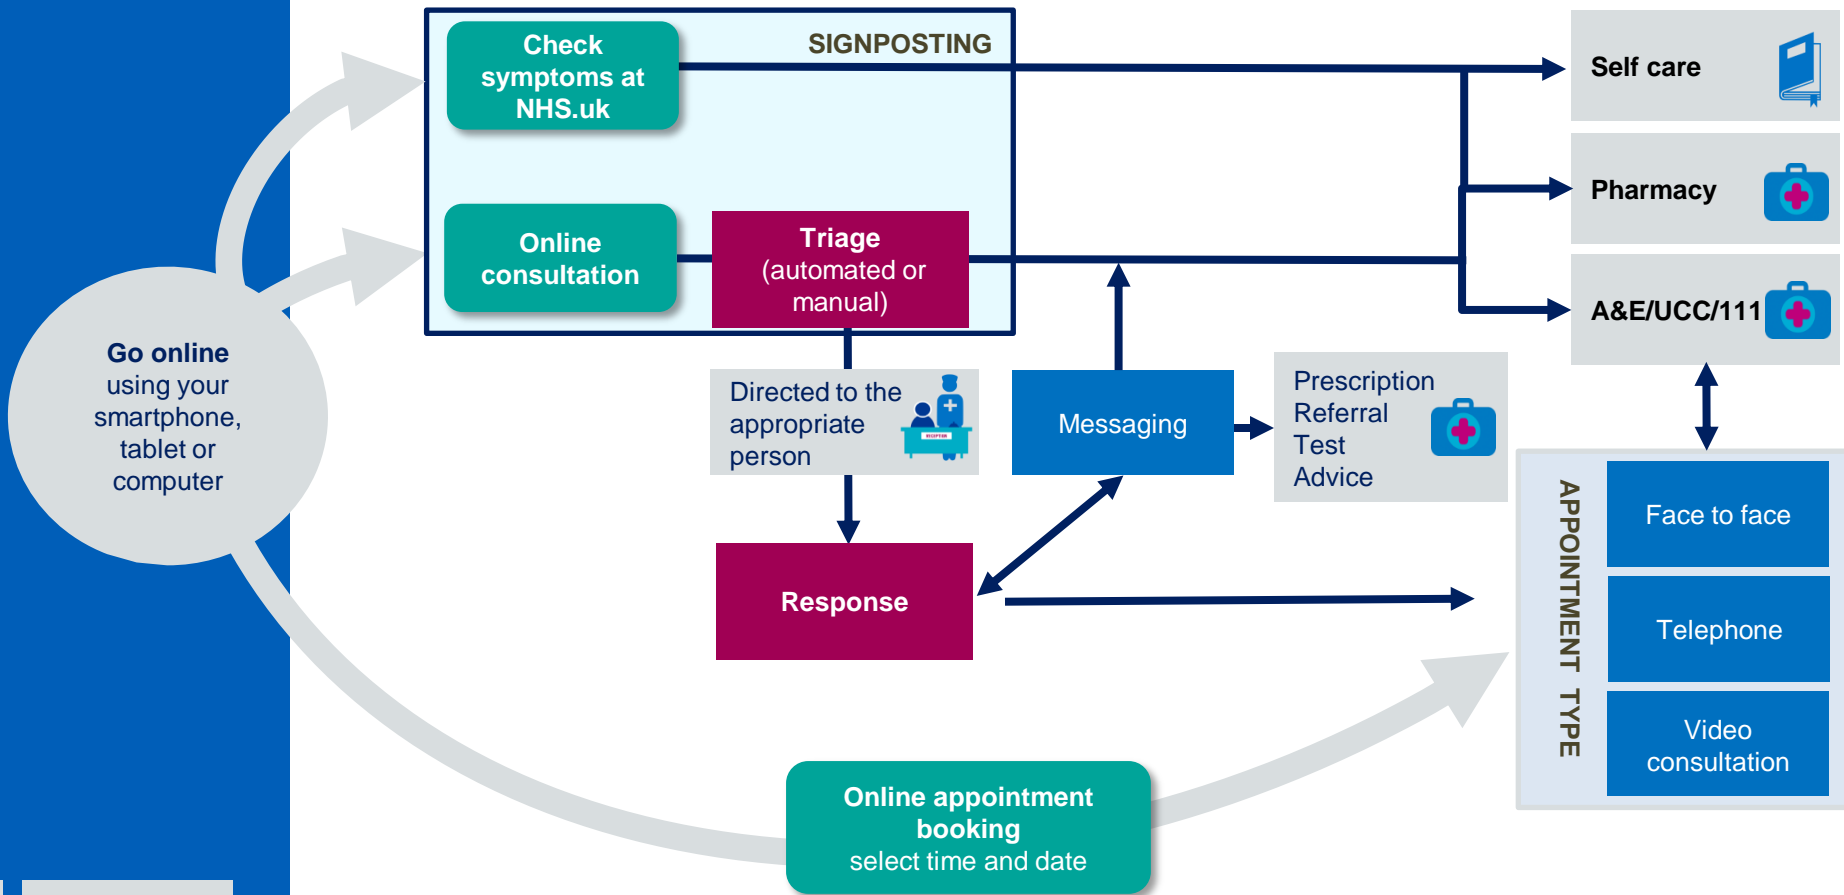 Go online
using your
smartphone,
tablet or
computer
SIGNPOSTING
Check
symptoms at
NHS.uk
Online
consultation
Triage
(automated or
manual)
Self care
Pharmacy
A&E/UCC/111
Directed to the
appropriate
person
RECEPTION
Messaging
Prescription
Referral
Test
Advice
Response
APPOINTMENT TYPE
Face to face
Telephone
Video
consultation
Online appointment
booking
select time and date